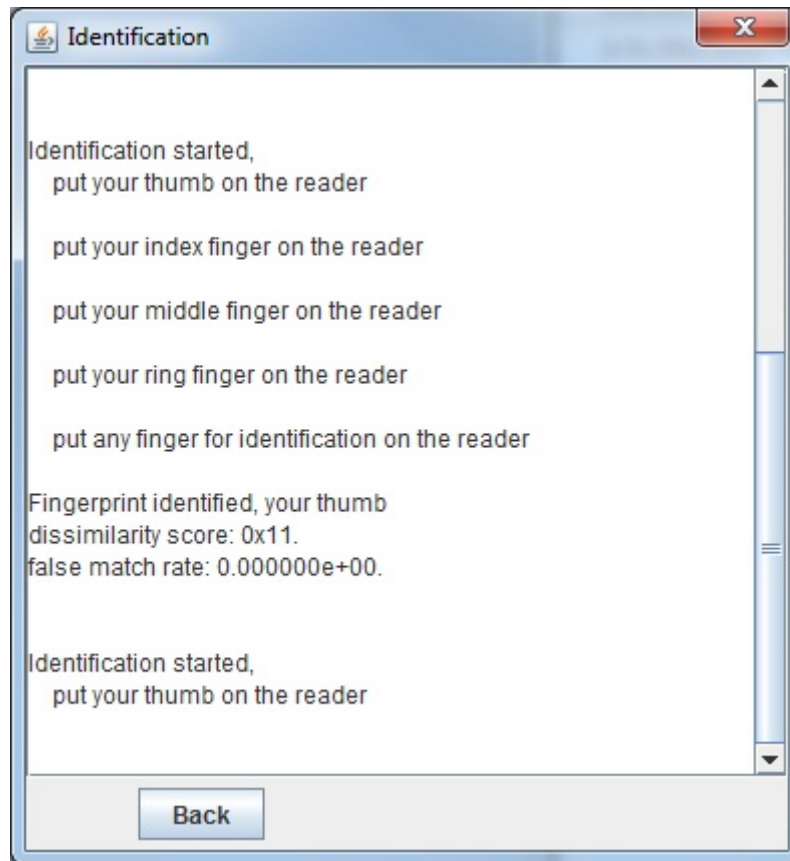 Identification
Identification started,
put your thumb on the reader
put your index finger on the reader
put your middle finger on the reader
put your ring finger on the reader
put any finger for identification on the reader
Fingerprint identified, your thumb
dissimilarity score: 0x11.
false match rate: 0.000000e+00.
Identification started,
put your thumb on the reader
Back